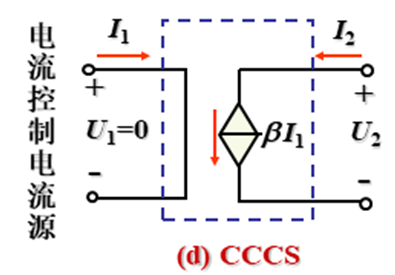 电流控制电流源
I₁
I₂
+
U₁=0
-
βI₁
+
U₂
-
(d) CCCS